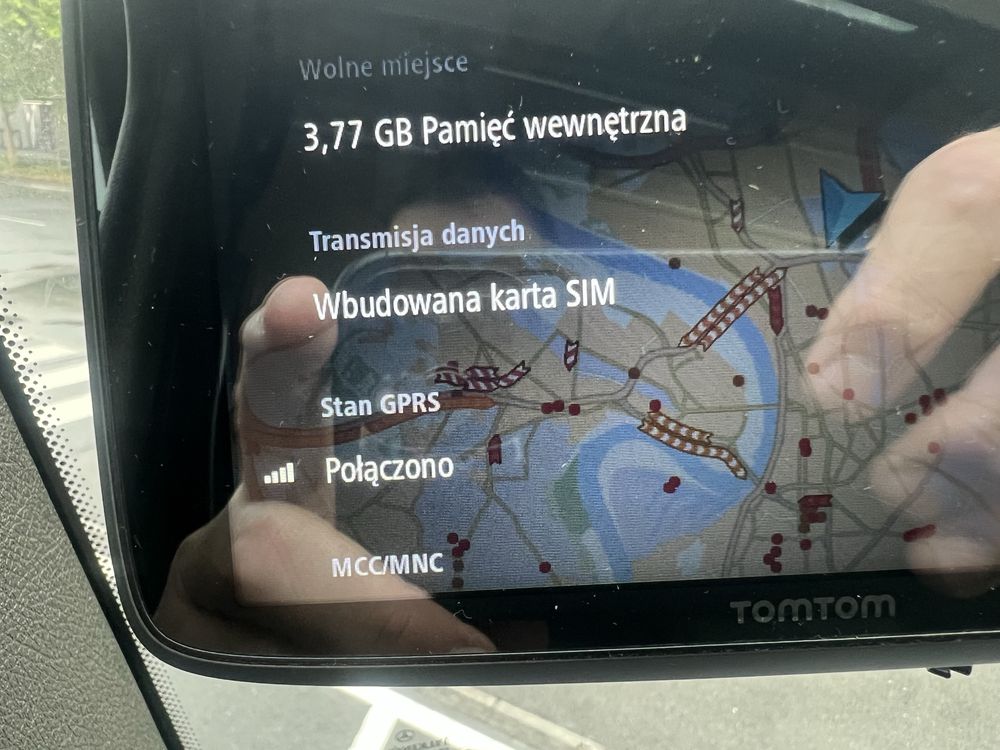 Wolne miejsce
3,77 GB Pamięć wewnętrzna
Transmisja danych
Wbudowana karta SIM
Stan GPRS
Połączono
MCC/MNC
TOMTOM